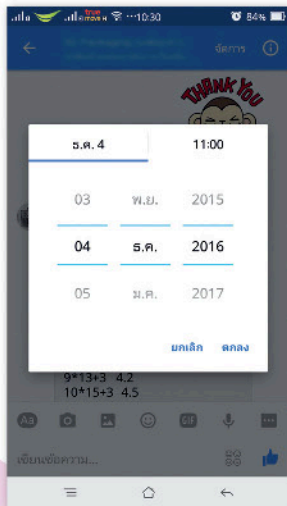 true
move H
10:30
84%
จัดการ
THANK YOU
ธ.ค. 4 11:00
03 พ.ย. 2015
04 ธ.ค. 2016
05 ม.ค. 2017
ยกเลิก ตกลง
9*13+3 4.2
10*15+3 4.5
Aa
GIF
เขียนข้อความ...